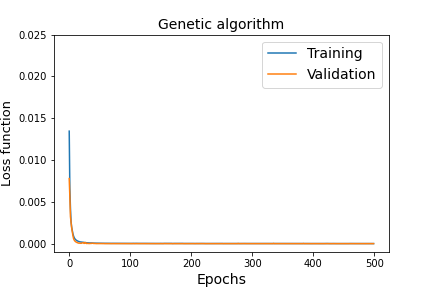 Genetic algorithm
Training
Validation
Loss function
0.025
0.020
0.015
0.010
0.005
0.000
0 100 200 300 400 500
Epochs